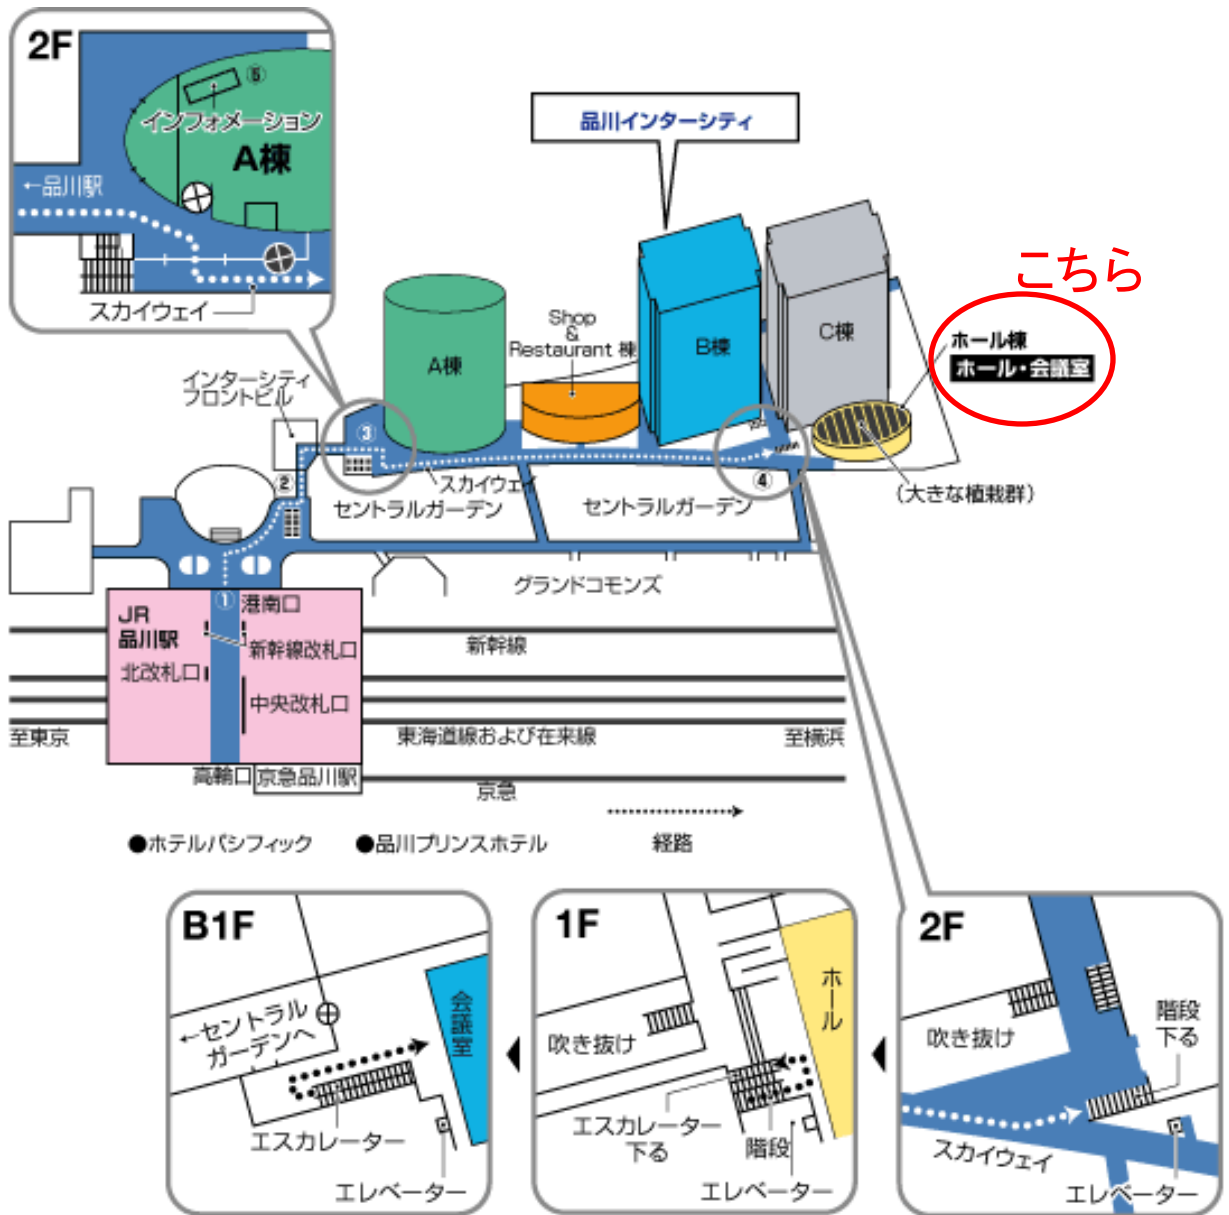 2F
⑤
インフォメーション
A棟
←品川駅
スカイウェイ
品川インターシティ
こちら
ホール棟
ホール・会議室
C棟
B棟
Shop
&
Restaurant 棟
A棟
インターシティ
フロントビル
③
②
④
スカイウェイ
セントラルガーデン
セントラルガーデン
(大きな植栽群)
グランドコモンズ
①
港南口
JR
品川駅
新幹線改札口
北改札口
中央改札口
新幹線
至東京
東海道線および在来線
至横浜
高輪口
京急品川駅
京急
●ホテルパシフィック
●品川プリンスホテル
経路
B1F
会議室
←セントラル
ガーデンへ
エスカレーター
エレベーター
1F
ホール
吹き抜け
エスカレーター
下る
階段
エレベーター
2F
階段
下る
吹き抜け
スカイウェイ
エレベーター